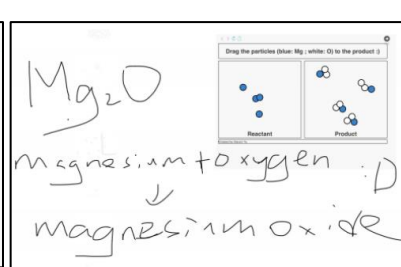 Drag the particles (blue: Mg ; white: O) to the product :)
Mg₂O
Reactant
Product
magnesium + oxygen :D
↓
magnesium oxide